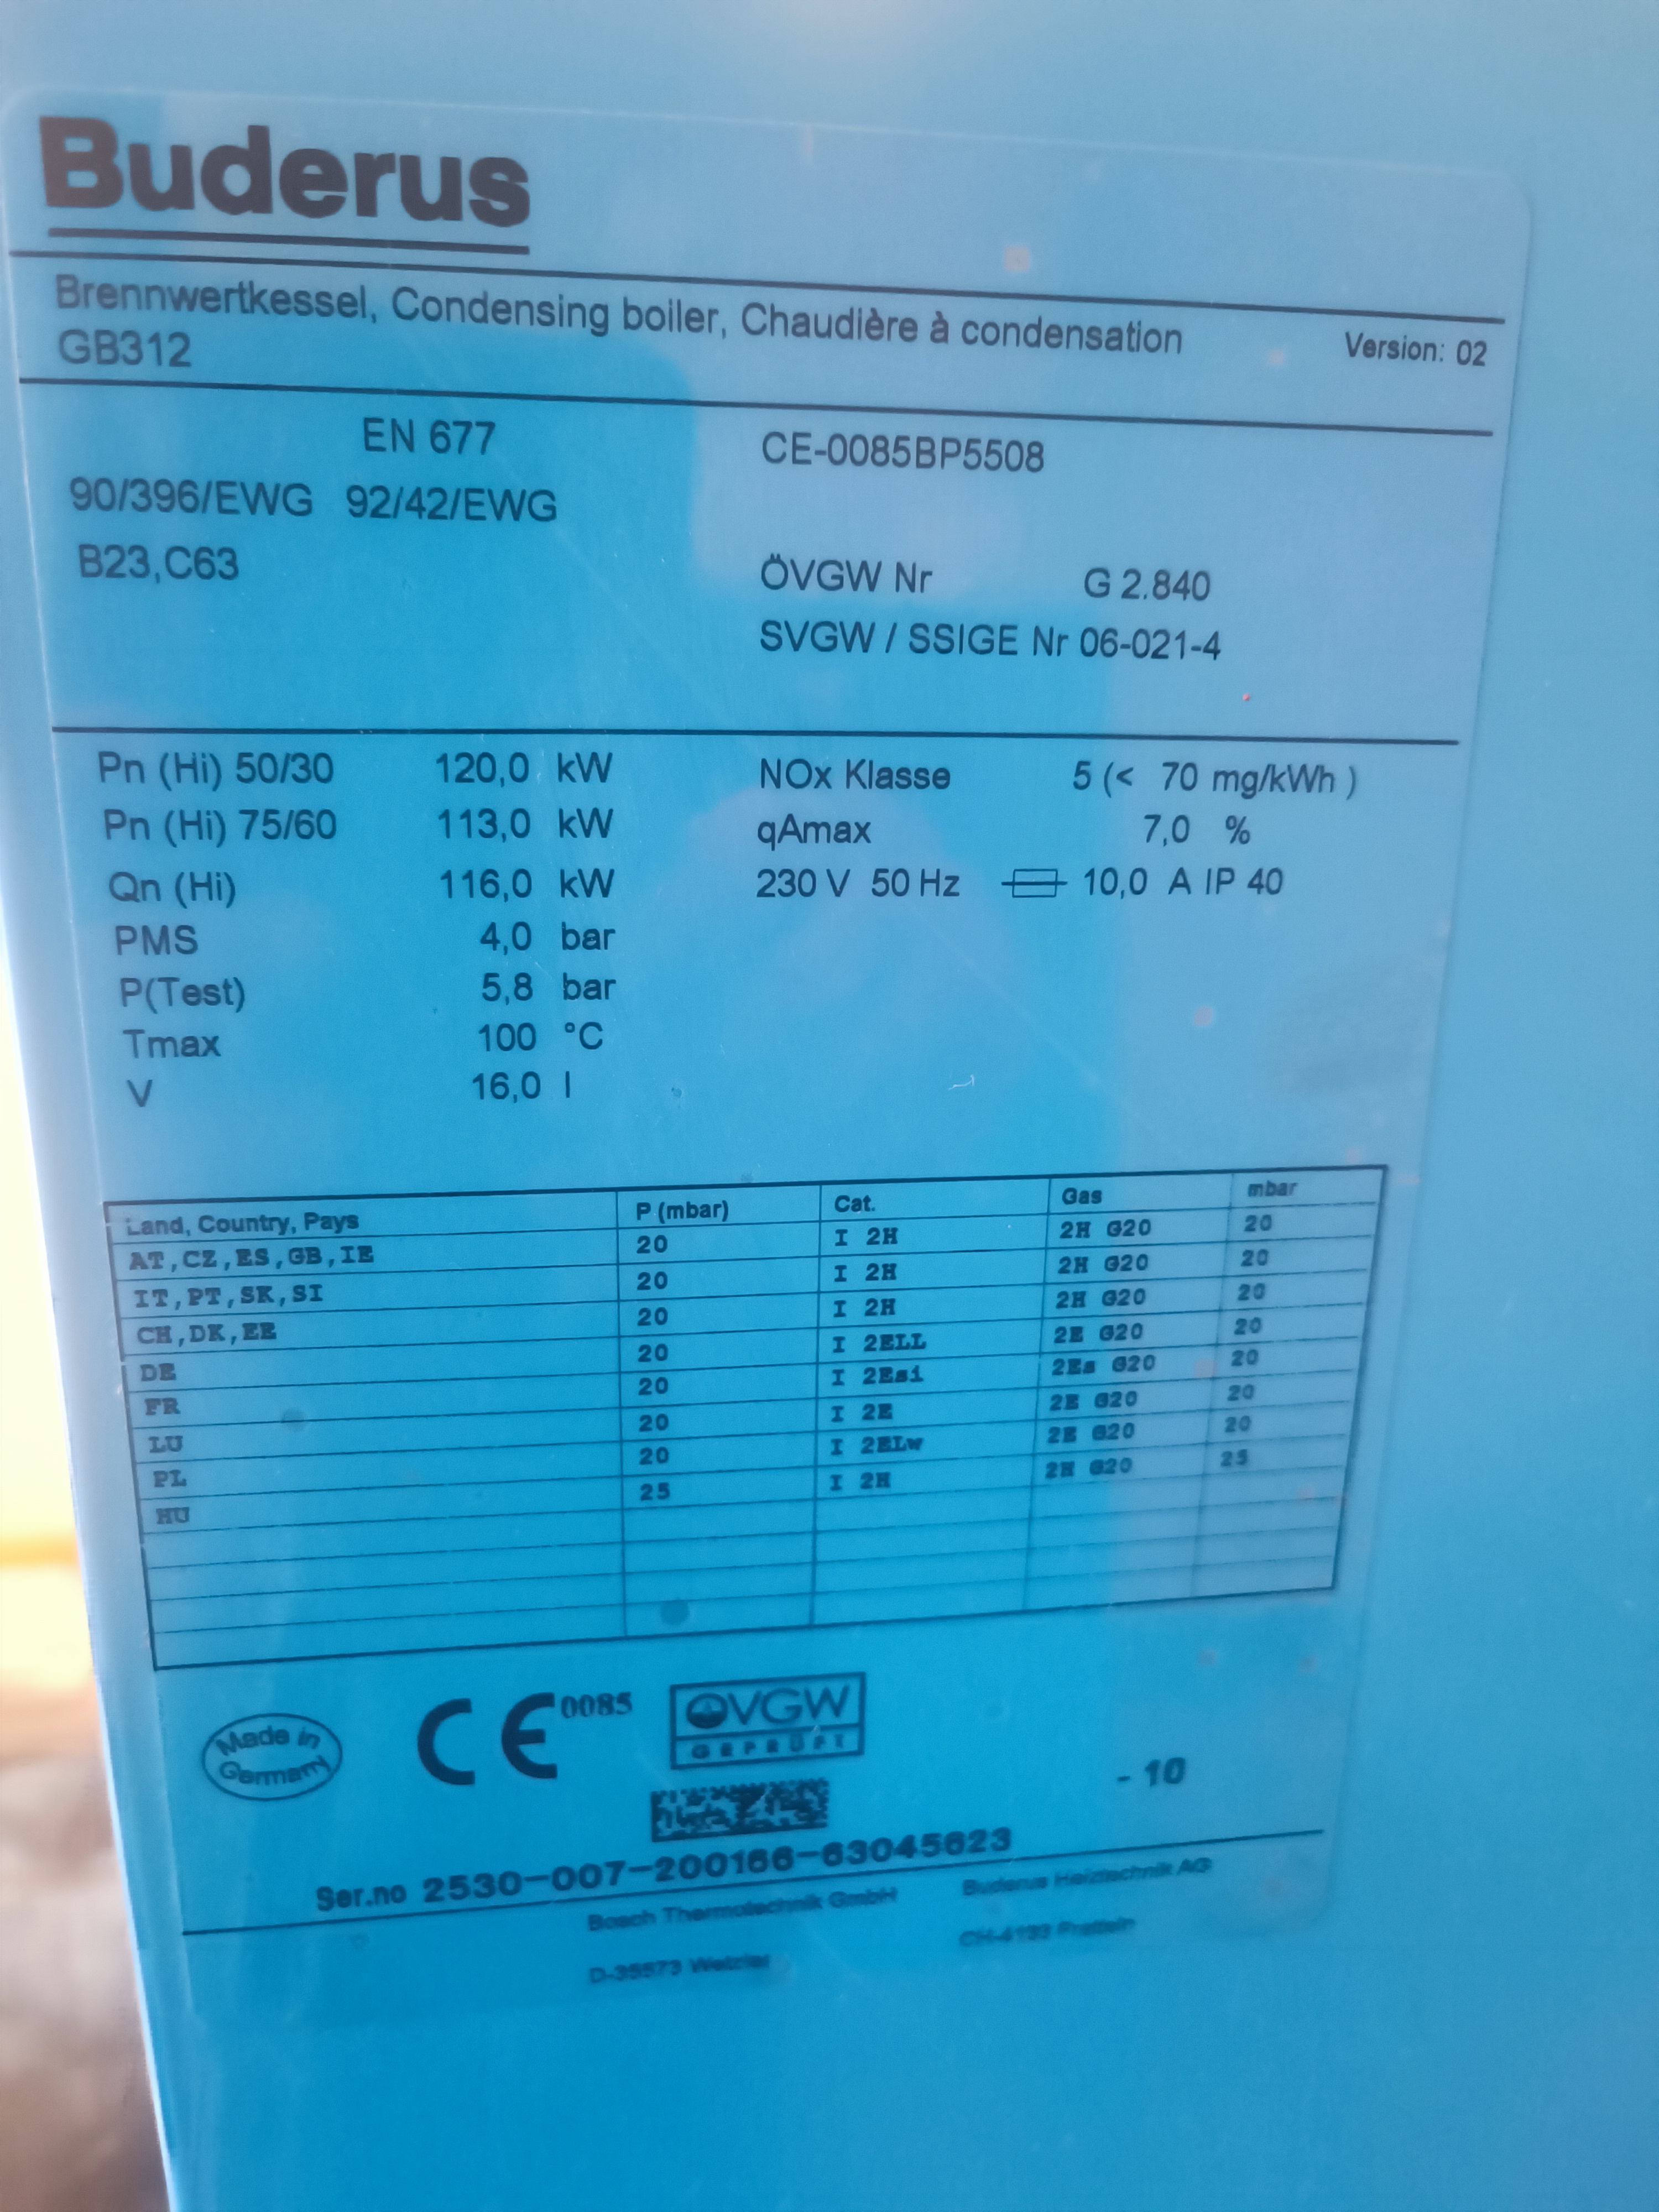 Buderus
Brennwertkessel, Condensing boiler, Chaudière à condensation
GB312
Version: 02
EN 677
CE-0085BP5508
90/396/EWG 92/42/EWG
B23,C63
ÖVGW Nr G 2.840
SVGW / SSIGE Nr 06-021-4
Pn (Hi) 50/30 120,0 kW NOx Klasse 5 (< 70 mg/kWh )
Pn (Hi) 75/60 113,0 kW qAmax 7,0 %
Qn (Hi) 116,0 kW 230 V 50 Hz 10,0 A IP 40
PMS 4,0 bar
P(Test) 5,8 bar
Tmax 100 °C
V 16,0 l
Land, Country, Pays P (mbar) Cat. Gas mbar
AT,CZ,ES,GB,IE 20 I 2H 2H G20 20
IT,PT,SK,SI 20 I 2H 2H G20 20
CH,DK,EE 20 I 2H 2H G20 20
DE 20 I 2ELL 2E G20 20
FR 20 I 2Esi 2Es G20 20
LU 20 I 2E 2E G20 20
PL 20 I 2ELw 2E G20 20
HU 25 I 2H 2H G20 25
Made in
Germany
CE 0085
ÖVGW
GEPRÜFT
- 10
Ser.no 2530-007-200166-63045623
Bosch Thermotechnik GmbH Buderus Heiztechnik AG
D-35573 Wetzlar CH-4133 Pratteln